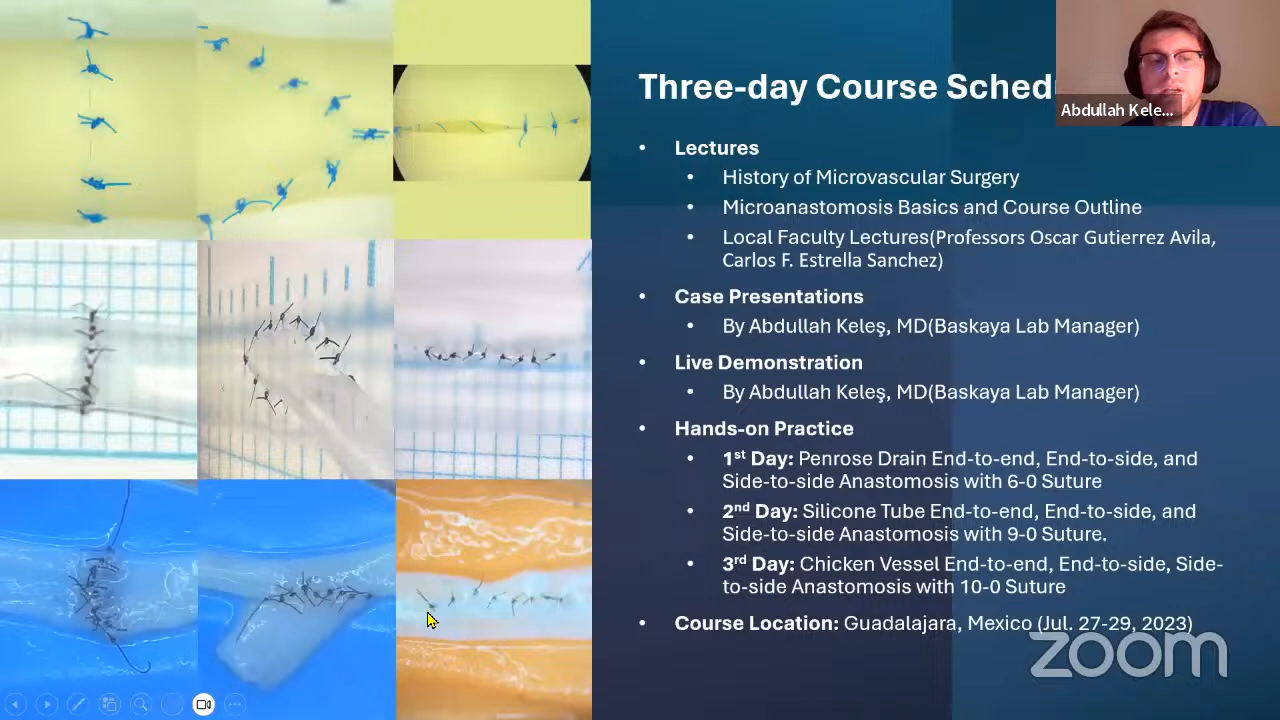 Three-day Course Sched
Abdullah Kele...
• Lectures
• History of Microvascular Surgery
• Microanastomosis Basics and Course Outline
• Local Faculty Lectures(Professors Oscar Gutierrez Avila,
Carlos F. Estrella Sanchez)
• Case Presentations
• By Abdullah Keleş, MD(Baskaya Lab Manager)
• Live Demonstration
• By Abdullah Keleş, MD(Baskaya Lab Manager)
• Hands-on Practice
• 1st Day: Penrose Drain End-to-end, End-to-side, and
Side-to-side Anastomosis with 6-0 Suture
• 2nd Day: Silicone Tube End-to-end, End-to-side, and
Side-to-side Anastomosis with 9-0 Suture.
• 3rd Day: Chicken Vessel End-to-end, End-to-side, Side-
to-side Anastomosis with 10-0 Suture
• Course Location: Guadalajara, Mexico (Jul. 27-29, 2023)
zoom